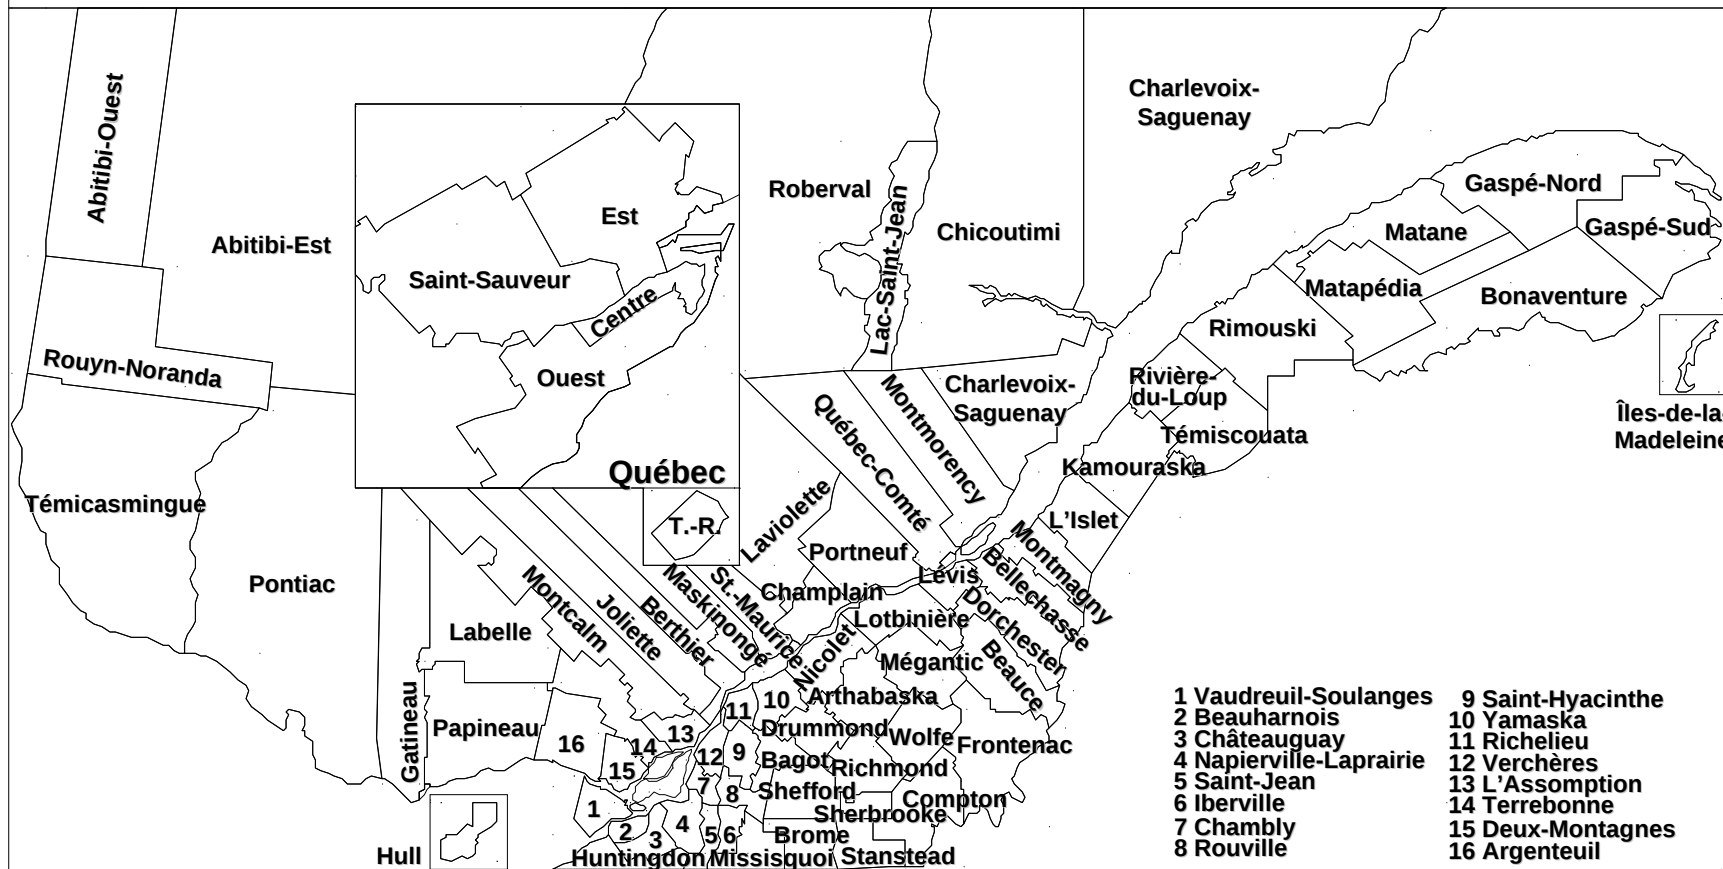 Abitibi-Ouest
Abitibi-Est
Rouyn-Noranda
Témicasmingue
Pontiac
Saint-Sauveur
Est
Centre
Ouest
Québec
Roberval
Lac-Saint-Jean
Chicoutimi
Charlevoix-
Saguenay
Gaspé-Nord
Gaspé-Sud
Matane
Matapédia
Bonaventure
Rimouski
Rivière-
du-Loup
Témiscouata
Kamouraska
Îles-de-la-
Madeleine
Charlevoix-
Saguenay
Montmorency
Québec-Comté
Laviolette
T.-R.
Portneuf
Champlain
St.-Maurice
Maskinongé
Berthier
Joliette
Montcalm
Labelle
Gatineau
Papineau
Hull
L'Islet
Montmagny
Bellechasse
Dorchester
Beauce
Lévis
Lotbinière
Nicolet
Mégantic
Arthabaska
Drummond
Wolfe
Frontenac
Bagot
Richmond
Shefford
Sherbrooke
Compton
Brome
Huntingdon
Missisquoi
Stanstead
16
15
14
13
12
11
10
9
7
8
1
2
3
4
5
6
1 Vaudreuil-Soulanges
2 Beauharnois
3 Châteauguay
4 Napierville-Laprairie
5 Saint-Jean
6 Iberville
7 Chambly
8 Rouville
9 Saint-Hyacinthe
10 Yamaska
11 Richelieu
12 Verchères
13 L'Assomption
14 Terrebonne
15 Deux-Montagnes
16 Argenteuil